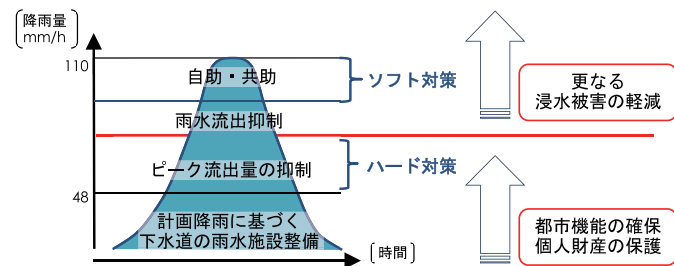 降雨量
mm/h
110
自助・共助
ソフト対策
更なる
浸水被害の軽減
雨水流出抑制
ピーク流出量の抑制
ハード対策
48
計画降雨に基づく
下水道の雨水施設整備
都市機能の確保
個人財産の保護
〔時間〕